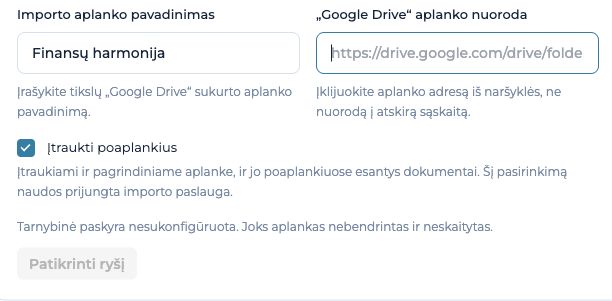 Importo aplanko pavadinimas
„Google Drive“ aplanko nuoroda
Finansų harmonija
https://drive.google.com/drive/folde
Įrašykite tikslų „Google Drive“ sukurto aplanko
pavadinimą.
Įklijuokite aplanko adresą iš naršyklės, ne
nuorodą į atskirą sąskaitą.
Įtraukti poaplankius
Įtraukiami ir pagrindiniame aplanke, ir jo poaplankiuose esantys dokumentai. Šį pasirinkimą
naudos prijungta importo paslauga.
Tarnybinė paskyra nesukonfigūruota. Joks aplankas nebendrintas ir neskaitytas.
Patikrinti ryšį